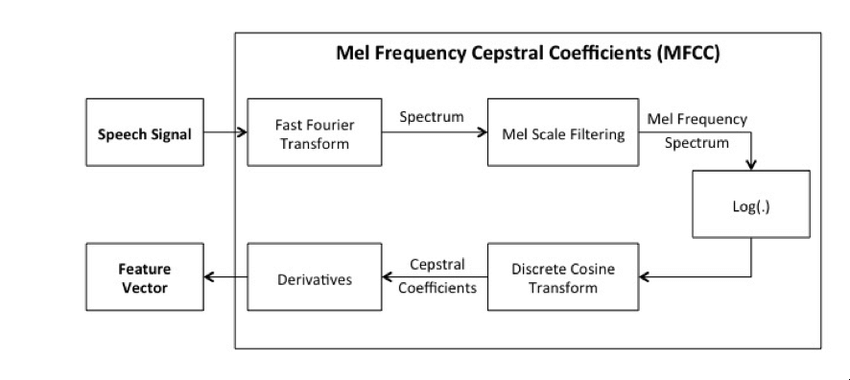 Mel Frequency Cepstral Coefficients (MFCC)
Speech Signal
Fast Fourier
Transform
Spectrum
Mel Scale Filtering
Mel Frequency
Spectrum
Log(.)
Discrete Cosine
Transform
Cepstral
Coefficients
Derivatives
Feature
Vector